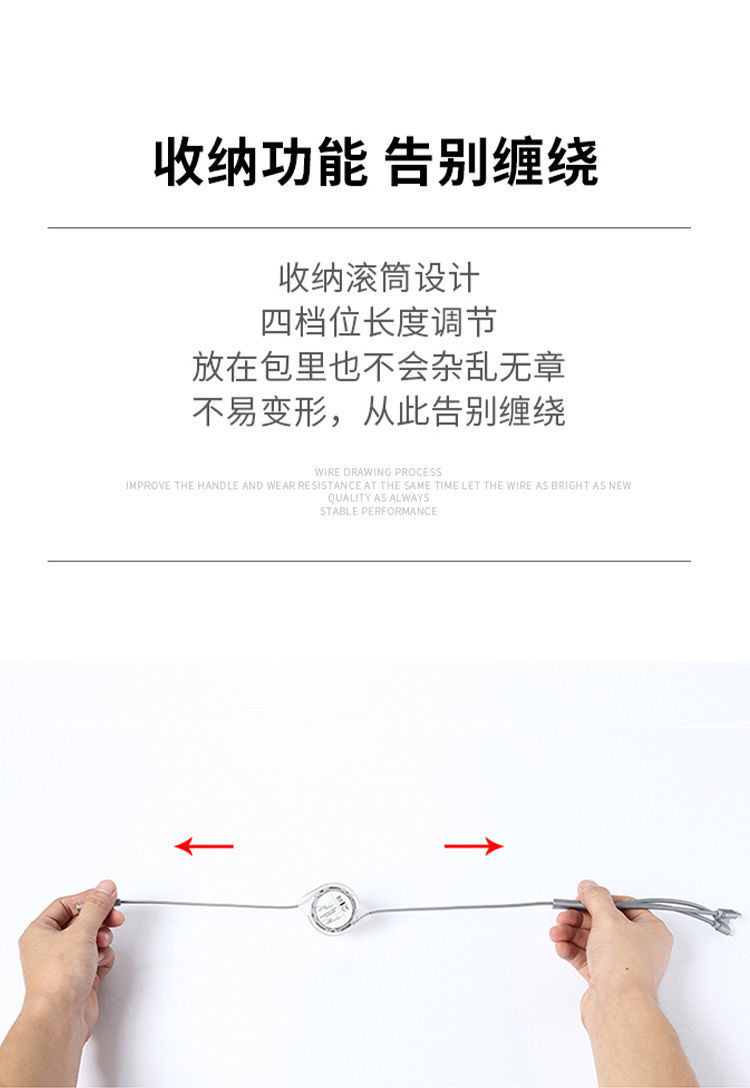 收纳功能 告别缠绕
收纳滚筒设计
四档位长度调节
放在包里也不会杂乱无章
不易变形，从此告别缠绕
WIRE DRAWING PROCESS
IMPROVE THE HANDLE AND WEAR RESISTANCE AT THE SAME TIME LET THE WIRE AS BRIGHT AS NEW
QUALITY AS ALWAYS
STABLE PERFORMANCE